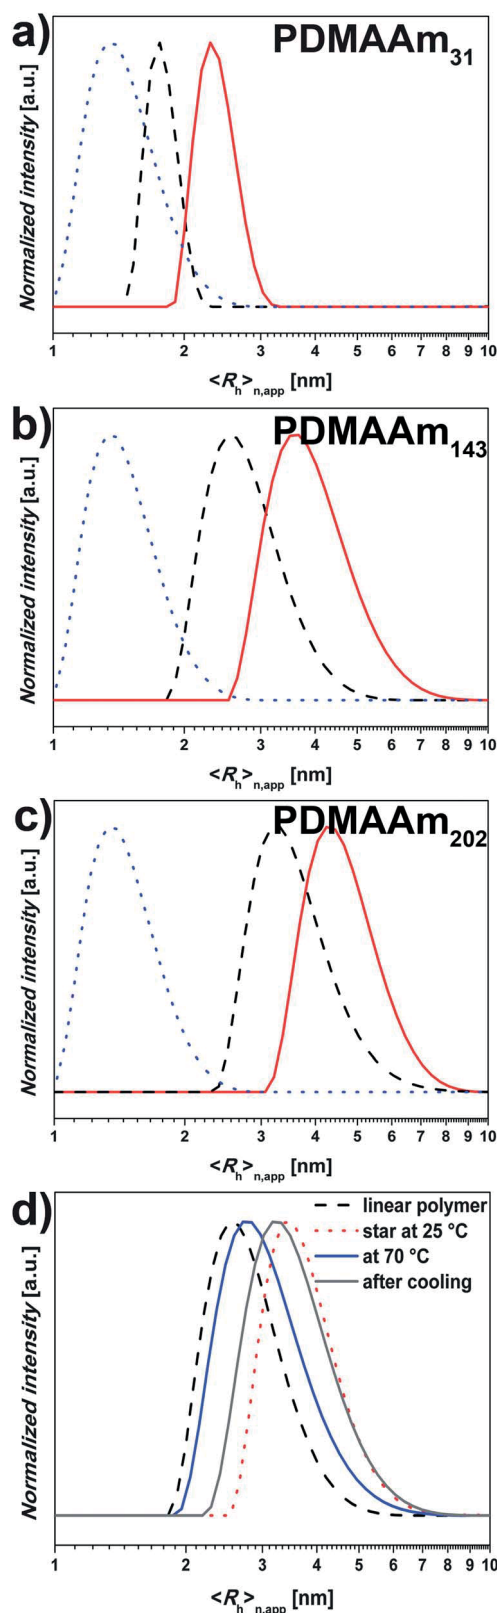 a)
PDMAAm31
Normalized intensity [a.u.]
1 2 3 4 5 6 7 8 9 10
<Rh>n,app [nm]
b)
PDMAAm143
Normalized intensity [a.u.]
1 2 3 4 5 6 7 8 9 10
<Rh>n,app [nm]
c)
PDMAAm202
Normalized intensity [a.u.]
1 2 3 4 5 6 7 8 9 10
<Rh>n,app [nm]
d)
linear polymer
star at 25 °C
at 70 °C
after cooling
Normalized intensity [a.u.]
1 2 3 4 5 6 7 8 9 10
<Rh>n,app [nm]